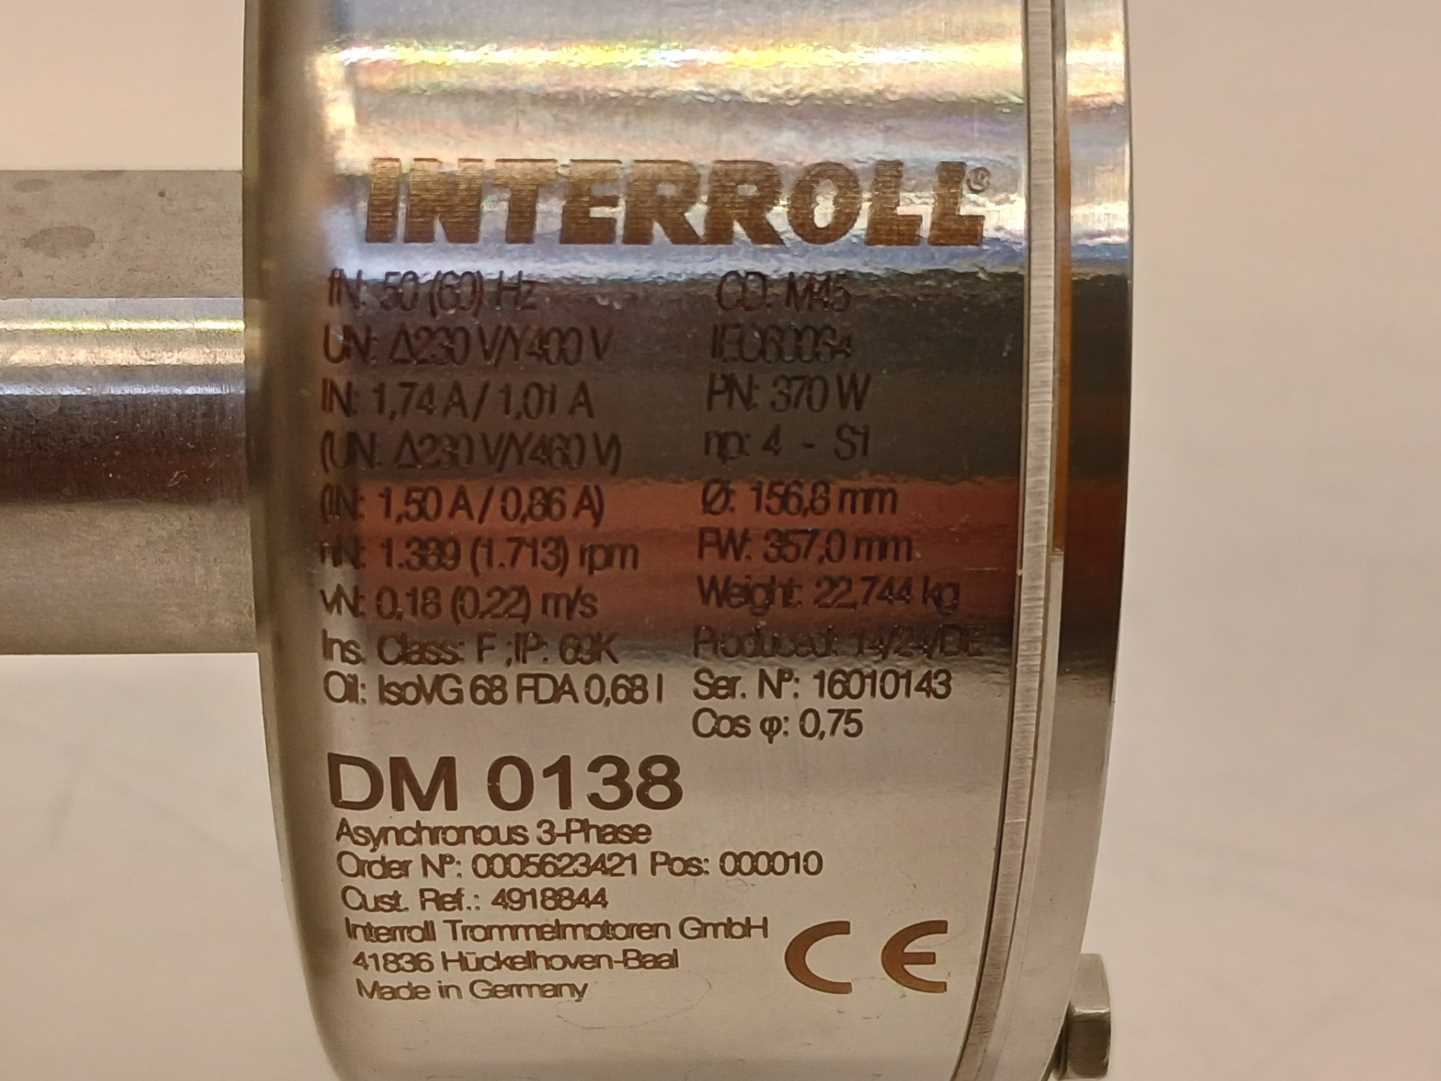 INTERROLL®
fN: 50 (60) Hz
UN: Δ230 V/Y400 V
IN: 1,74 A / 1,01 A
(UN: Δ230 V/Y460 V)
(IN: 1,50 A / 0,86 A)
nN: 1.389 (1.713) rpm
vN: 0,18 (0,22) m/s
Ins. Class: F ;IP: 69K
Oil: IsoVG 68 FDA 0,68 l
CD: M45
IEC60034
PN: 370 W
np: 4 - S1
Ø: 156,8 mm
FW: 357,0 mm
Weight: 22,744 kg
Produced: 14/24/DE
Ser. Nº: 16010143
Cos φ: 0,75
DM 0138
Asynchronous 3-Phase
Order Nº: 0005623421 Pos: 000010
Cust. Ref.: 4918844
Interroll Trommelmotoren GmbH
41836 Hückelhoven-Baal
Made in Germany
CE